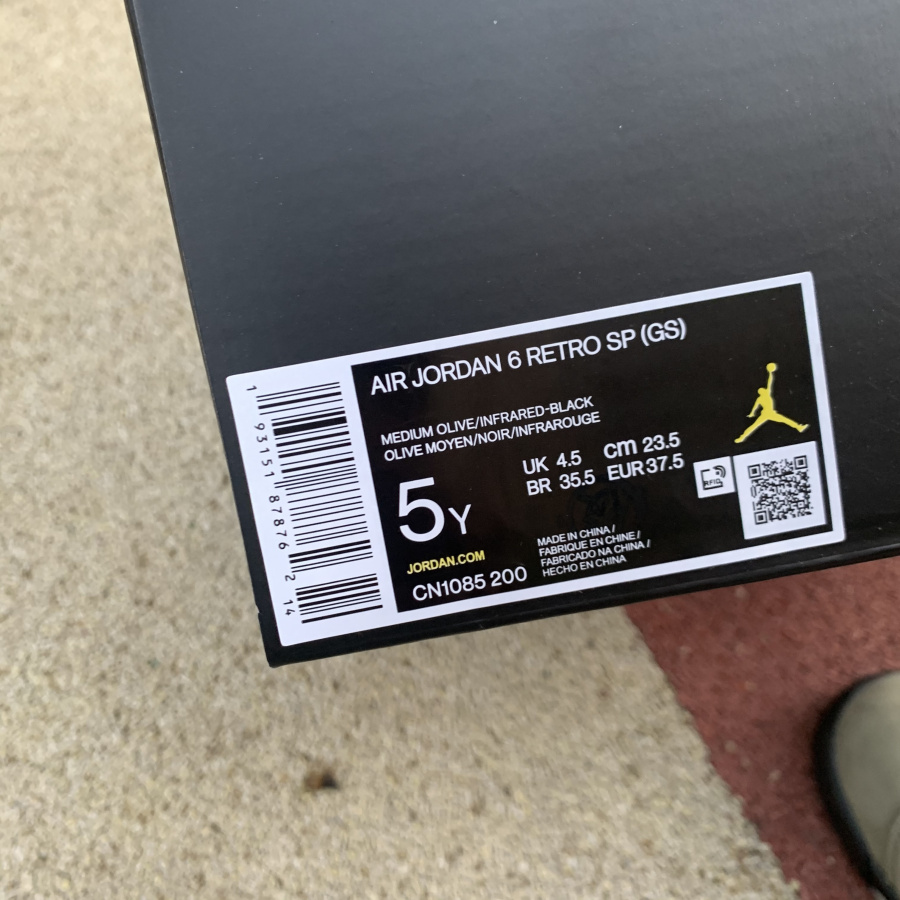 AIR JORDAN 6 RETRO SP (GS)
MEDIUM OLIVE/INFRARED-BLACK
OLIVE MOYEN/NOIR/INFRAROUGE
5Y
UK 4.5 cm 23.5
BR 35.5 EUR 37.5
JORDAN.COM
CN1085 200
MADE IN CHINA /
FABRIQUE EN CHINE /
FABRICADO NA CHINA /
HECHO EN CHINA
RFID
1 93151 87876 2 14